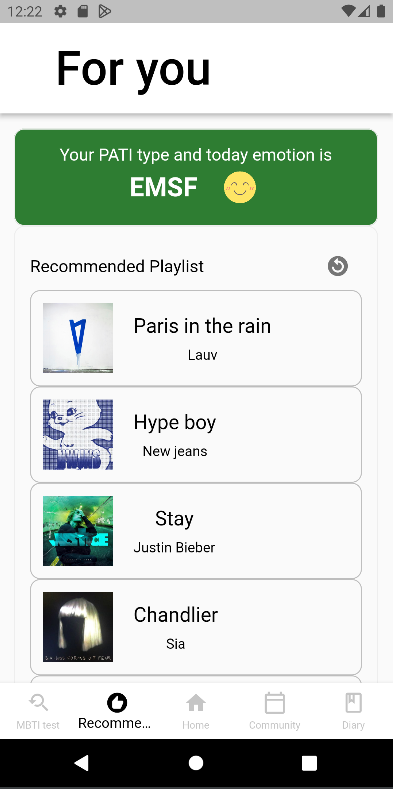 12:22
For you
Your PATI type and today emotion is
EMSF
Recommended Playlist
Paris in the rain
Lauv
Hype boy
New jeans
Stay
Justin Bieber
JUSTICE
Chandlier
Sia
MBTI test
Recomme...
Home
Community
Diary